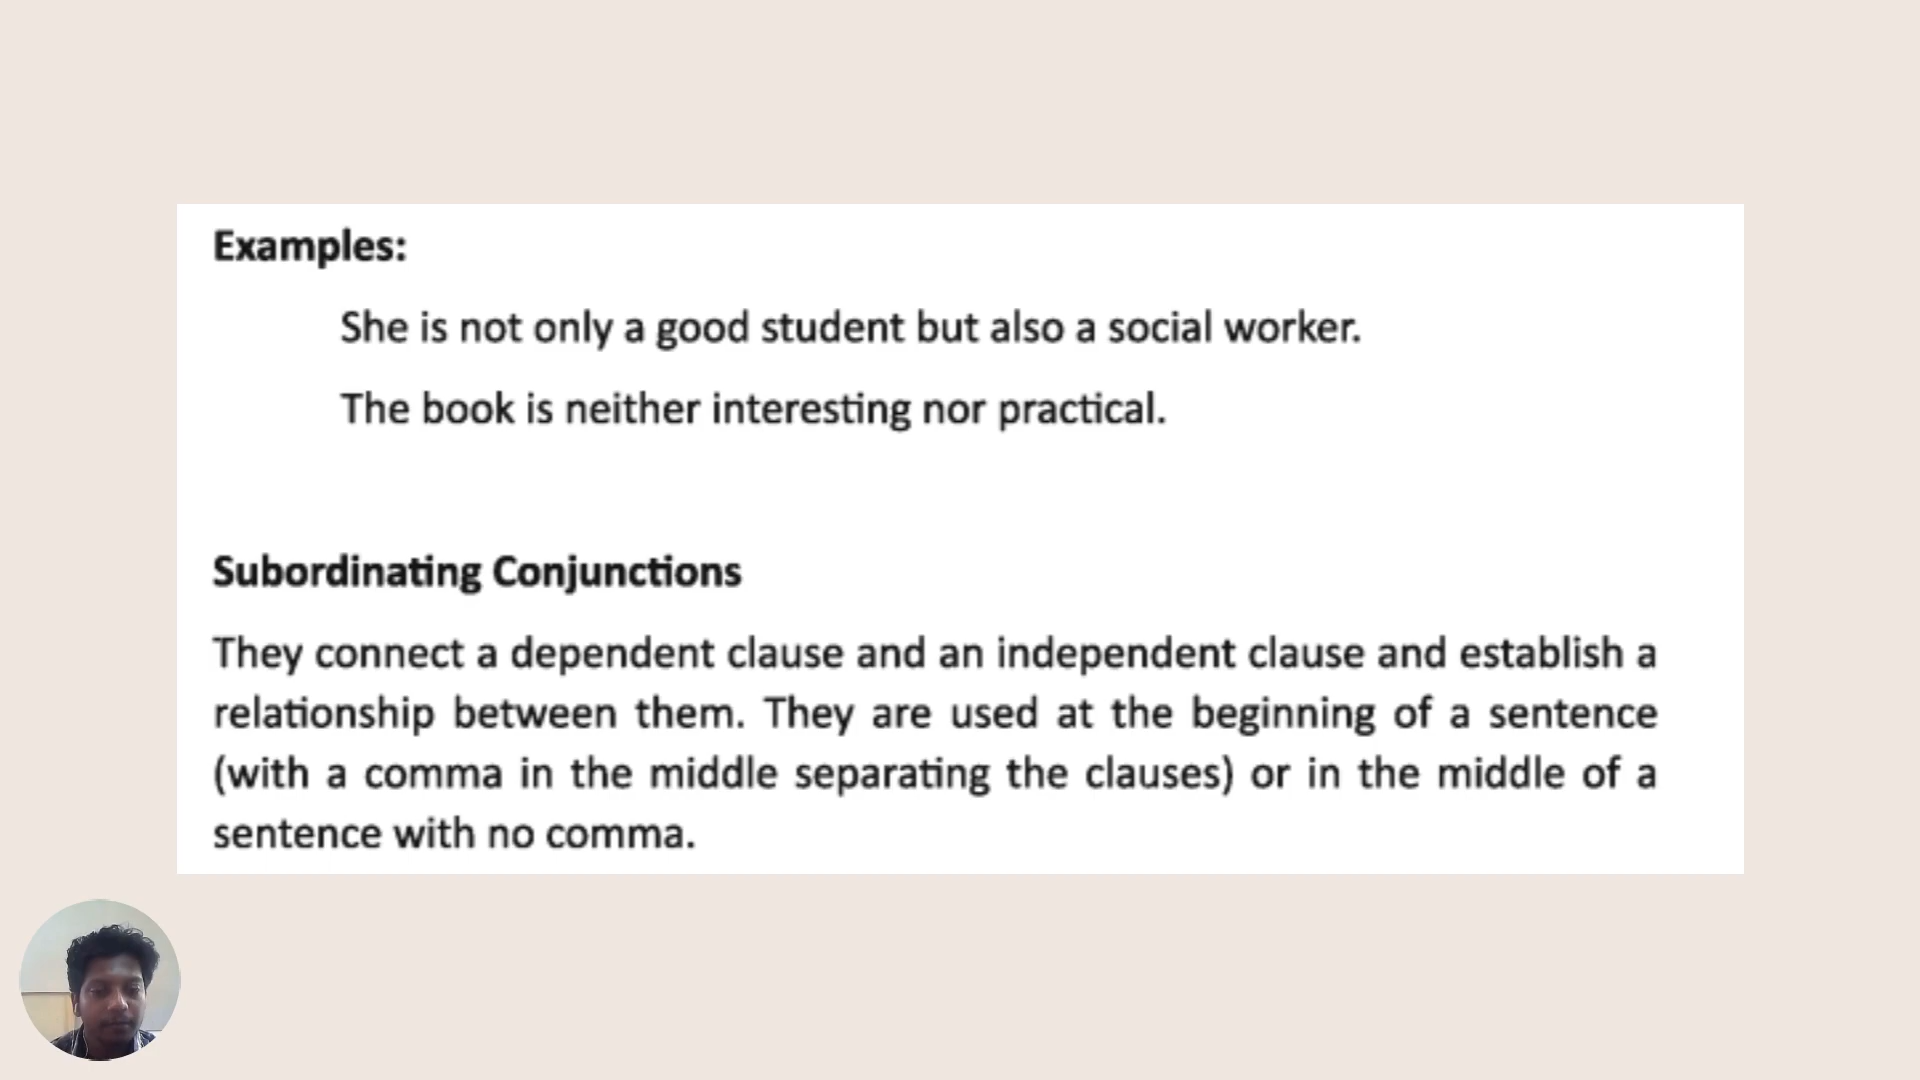 Examples:
She is not only a good student but also a social worker.
The book is neither interesting nor practical.
Subordinating Conjunctions
They connect a dependent clause and an independent clause and establish a
relationship between them. They are used at the beginning of a sentence
(with a comma in the middle separating the clauses) or in the middle of a
sentence with no comma.